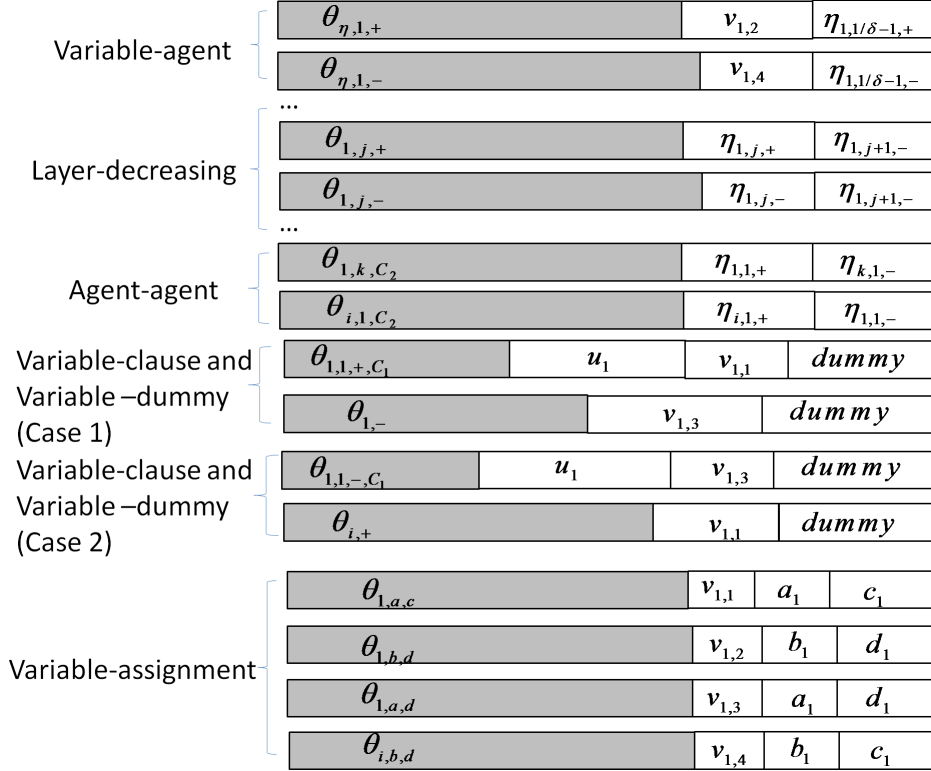 Variable-agent
θ_{η,1,+} v_{1,2} η_{1,1/δ−1,+}
θ_{η,1,−} v_{1,4} η_{1,1/δ−1,−}
...
Layer-decreasing
θ_{1,j,+} η_{1,j,+} η_{1,j+1,−}
θ_{1,j,−} η_{1,j,−} η_{1,j+1,−}
...
Agent-agent
θ_{1,k,C_2} η_{1,1,+} η_{k,1,−}
θ_{i,1,C_2} η_{i,1,+} η_{1,1,−}
Variable-clause and
Variable –dummy
(Case 1)
θ_{1,1,+,C_1} u_1 v_{1,1} dummy
θ_{1,−} v_{1,3} dummy
Variable-clause and
Variable –dummy
(Case 2)
θ_{1,1,−,C_1} u_1 v_{1,3} dummy
θ_{i,+} v_{1,1} dummy
Variable-assignment
θ_{1,a,c} v_{1,1} a_1 c_1
θ_{1,b,d} v_{1,2} b_1 d_1
θ_{1,a,d} v_{1,3} a_1 d_1
θ_{i,b,d} v_{1,4} b_1 c_1